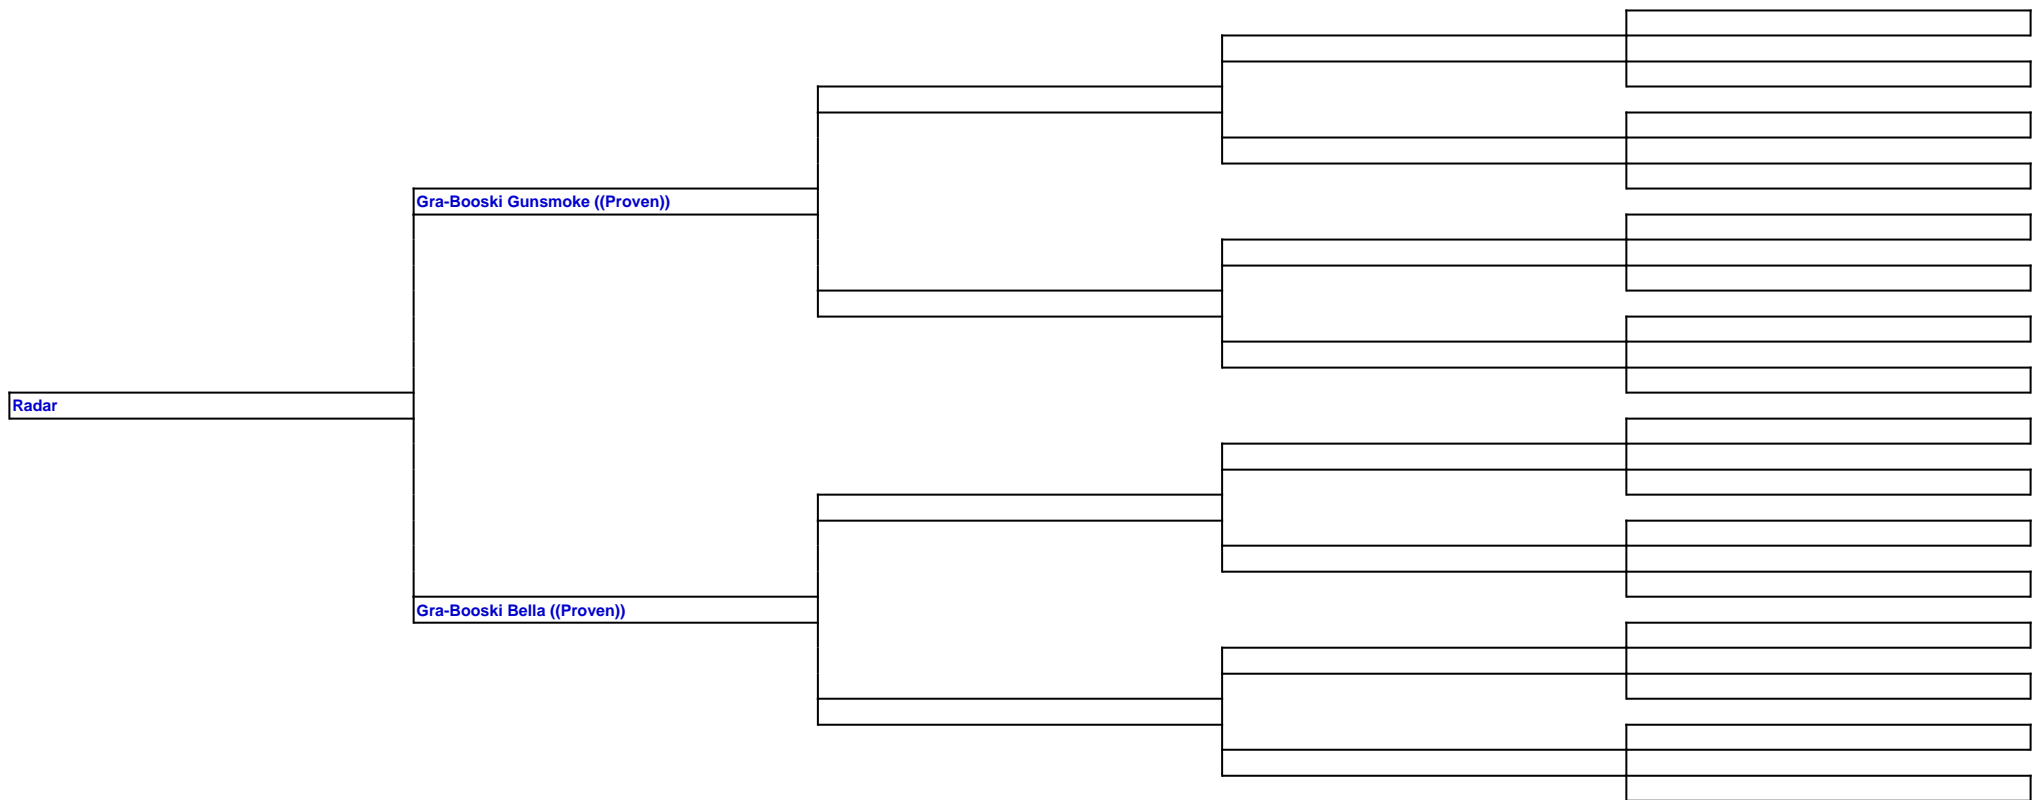 Gra-Booski Gunsmoke ((Proven))
Radar
Gra-Booski Bella ((Proven))